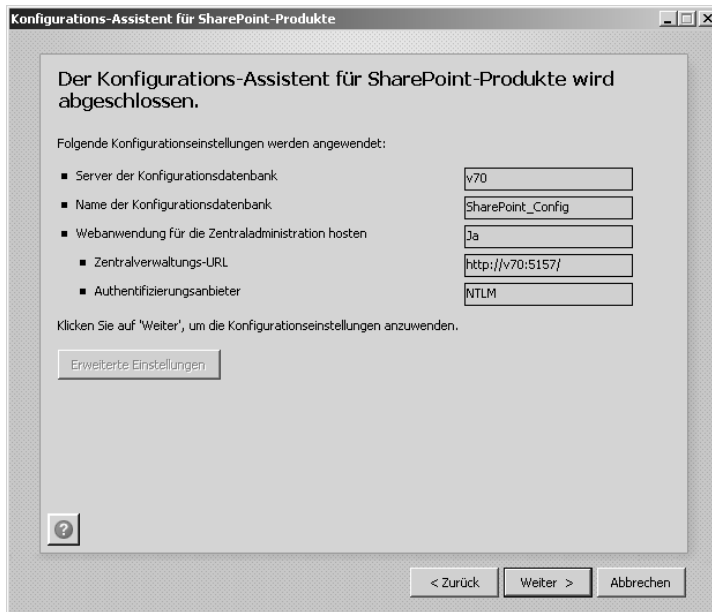 Konfigurations-Assistent für SharePoint-Produkte
Der Konfigurations-Assistent für SharePoint-Produkte wird
abgeschlossen.
Folgende Konfigurationseinstellungen werden angewendet:
Server der Konfigurationsdatenbank v70
Name der Konfigurationsdatenbank SharePoint_Config
Webanwendung für die Zentraladministration hosten Ja
Zentralverwaltungs-URL http://v70:5157/
Authentifizierungsanbieter NTLM
Klicken Sie auf 'Weiter', um die Konfigurationseinstellungen anzuwenden.
Erweiterte Einstellungen
?
< Zurück Weiter > Abbrechen